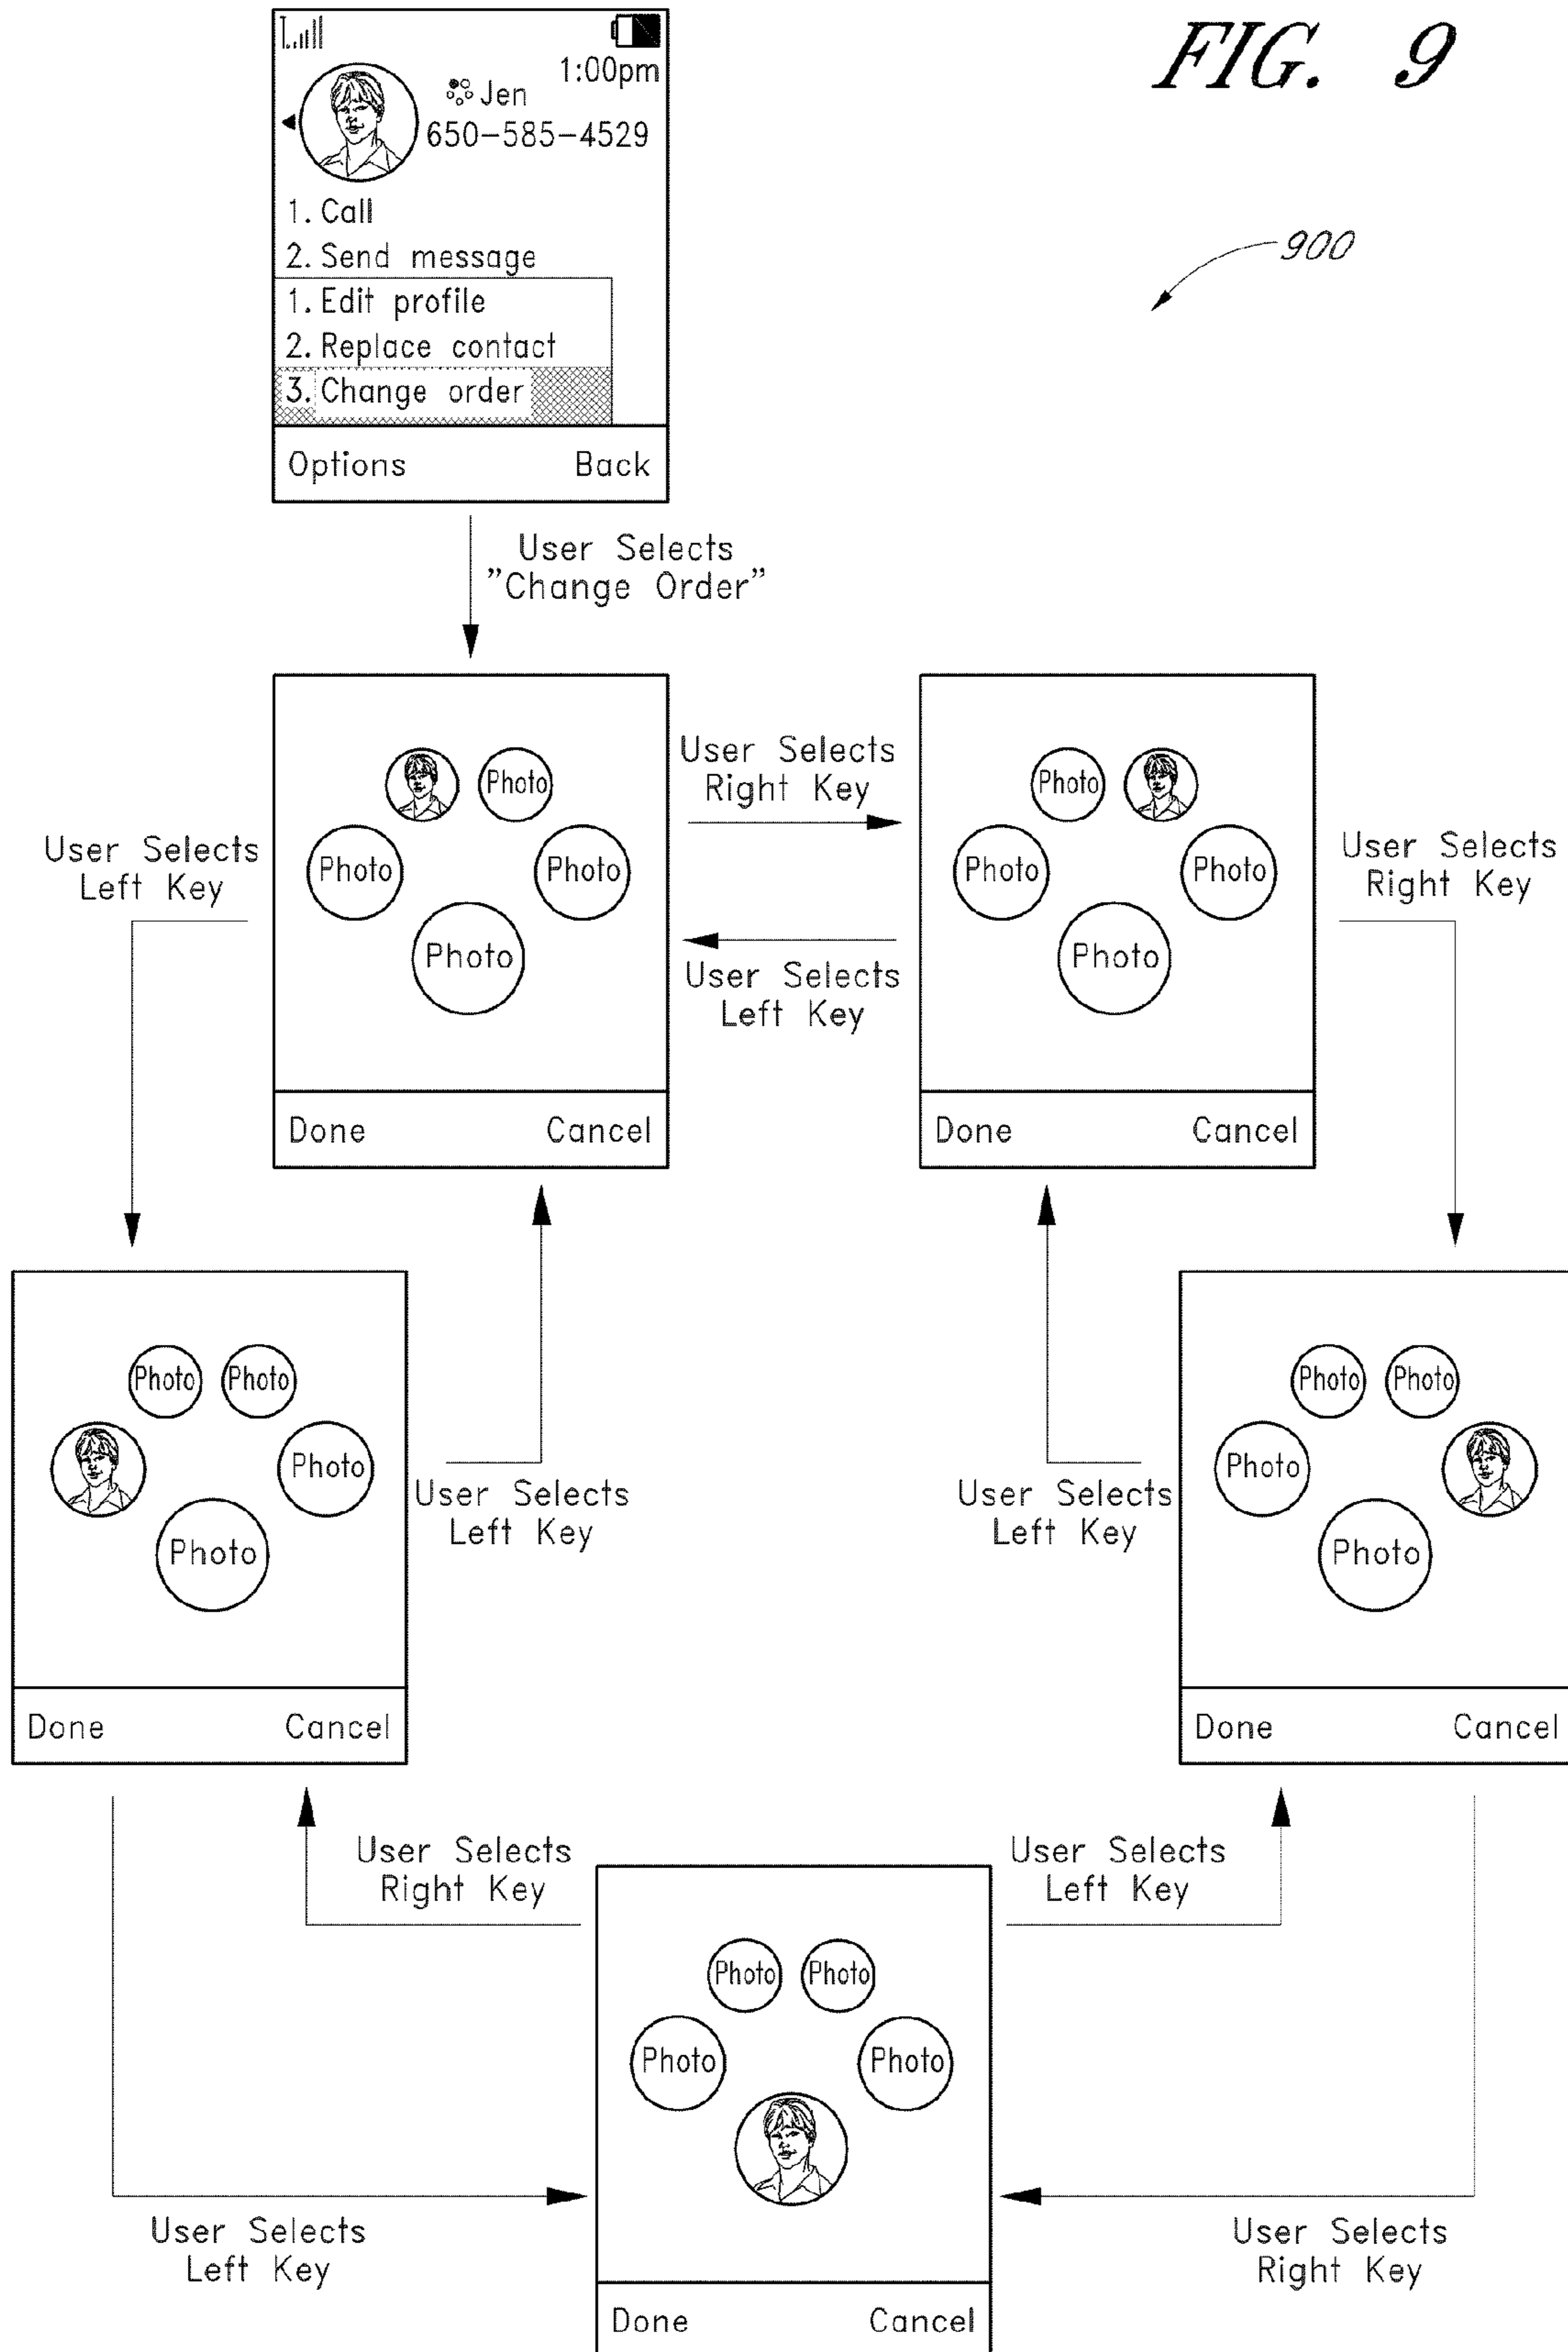 FIG. 9
1:00pm
Jen
650-585-4529
1. Call
2. Send message
1. Edit profile
2. Replace contact
3. Change order
Options Back
900
User Selects
"Change Order"
Photo
Photo Photo
Photo
Done Cancel
User Selects
Right Key
User Selects
Left Key
Photo
Photo Photo
Photo
Done Cancel
User Selects
Left Key
User Selects
Right Key
Photo Photo
Photo
Photo
Done Cancel
User Selects
Left Key
User Selects
Left Key
Photo Photo
Photo
Photo
Done Cancel
User Selects
Right Key
User Selects
Left Key
Photo Photo
Photo Photo
Done Cancel
User Selects
Left Key
User Selects
Right Key